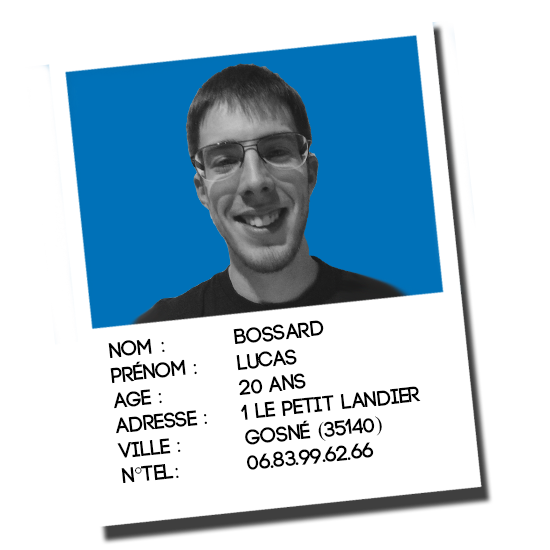 NOM : BOSSARD
PRÉNOM : LUCAS
AGE : 20 ANS
ADRESSE : 1 LE PETIT LANDIER
VILLE : GOSNÉ (35140)
N°TEL: 06.83.99.62.66